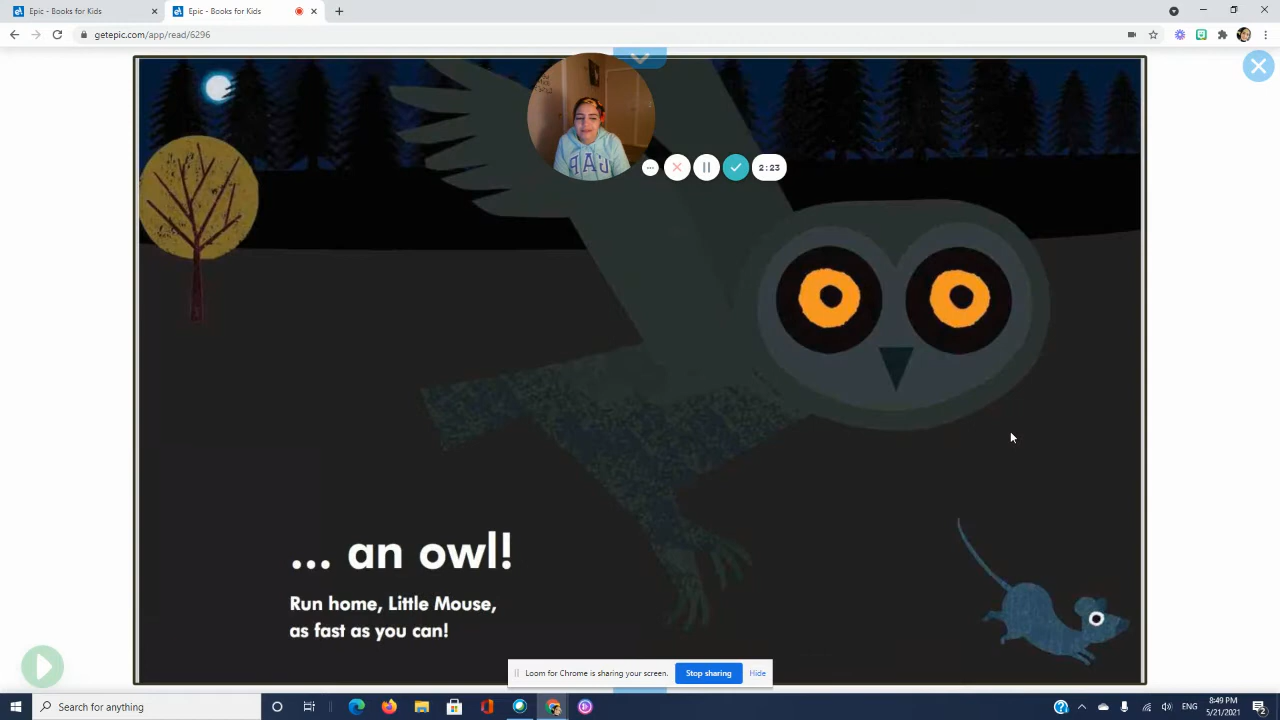 Epic - Books for Kids
Epic - Books for Kids
getepic.com/app/read/6296
2:23
... an owl!
Run home, Little Mouse,
as fast as you can!
Loom for Chrome is sharing your screen.
Stop sharing
Hide
Search for anything
ENG
8:49 PM
5/21/2021
2